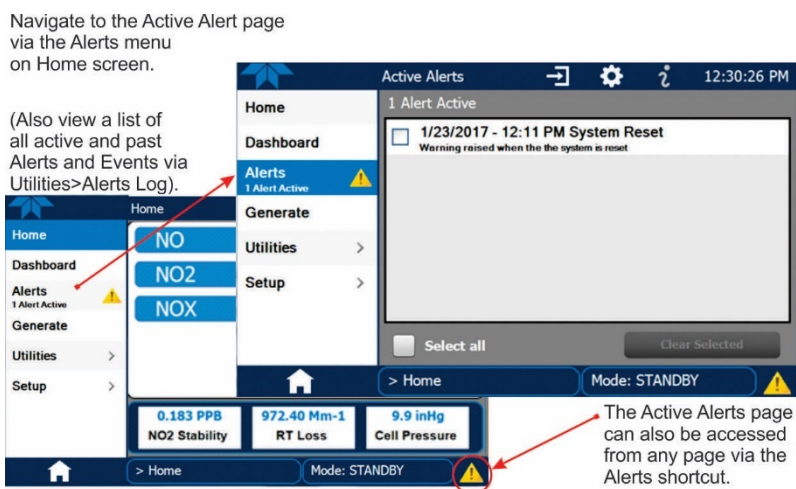 Navigate to the Active Alert page
via the Alerts menu
on Home screen.
(Also view a list of
all active and past
Alerts and Events via
Utilities>Alerts Log).
Active Alerts
12:30:26 PM
Home
Dashboard
Alerts
1 Alert Active
Generate
Utilities >
Setup >
1 Alert Active
1/23/2017 - 12:11 PM System Reset
Warning raised when the the system is reset
Select all
Clear Selected
> Home
Mode: STANDBY
Home
Home
Dashboard
Alerts
1 Alert Active
Generate
Utilities >
Setup >
NO
NO2
NOX
0.183 PPB
NO2 Stability
972.40 Mm-1
RT Loss
9.9 inHg
Cell Pressure
> Home
Mode: STANDBY
The Active Alerts page
can also be accessed
from any page via the
Alerts shortcut.